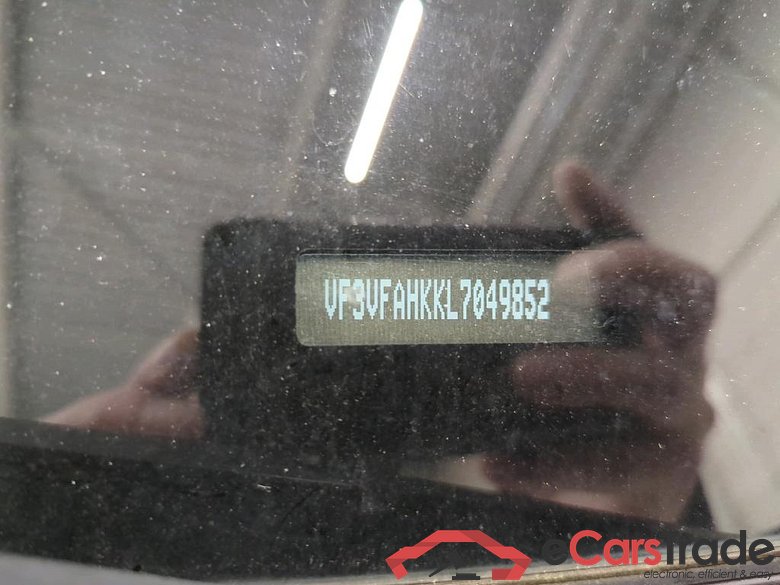 VF3VFAHKKL7049852
eCarstrade
electronic, efficient & easy